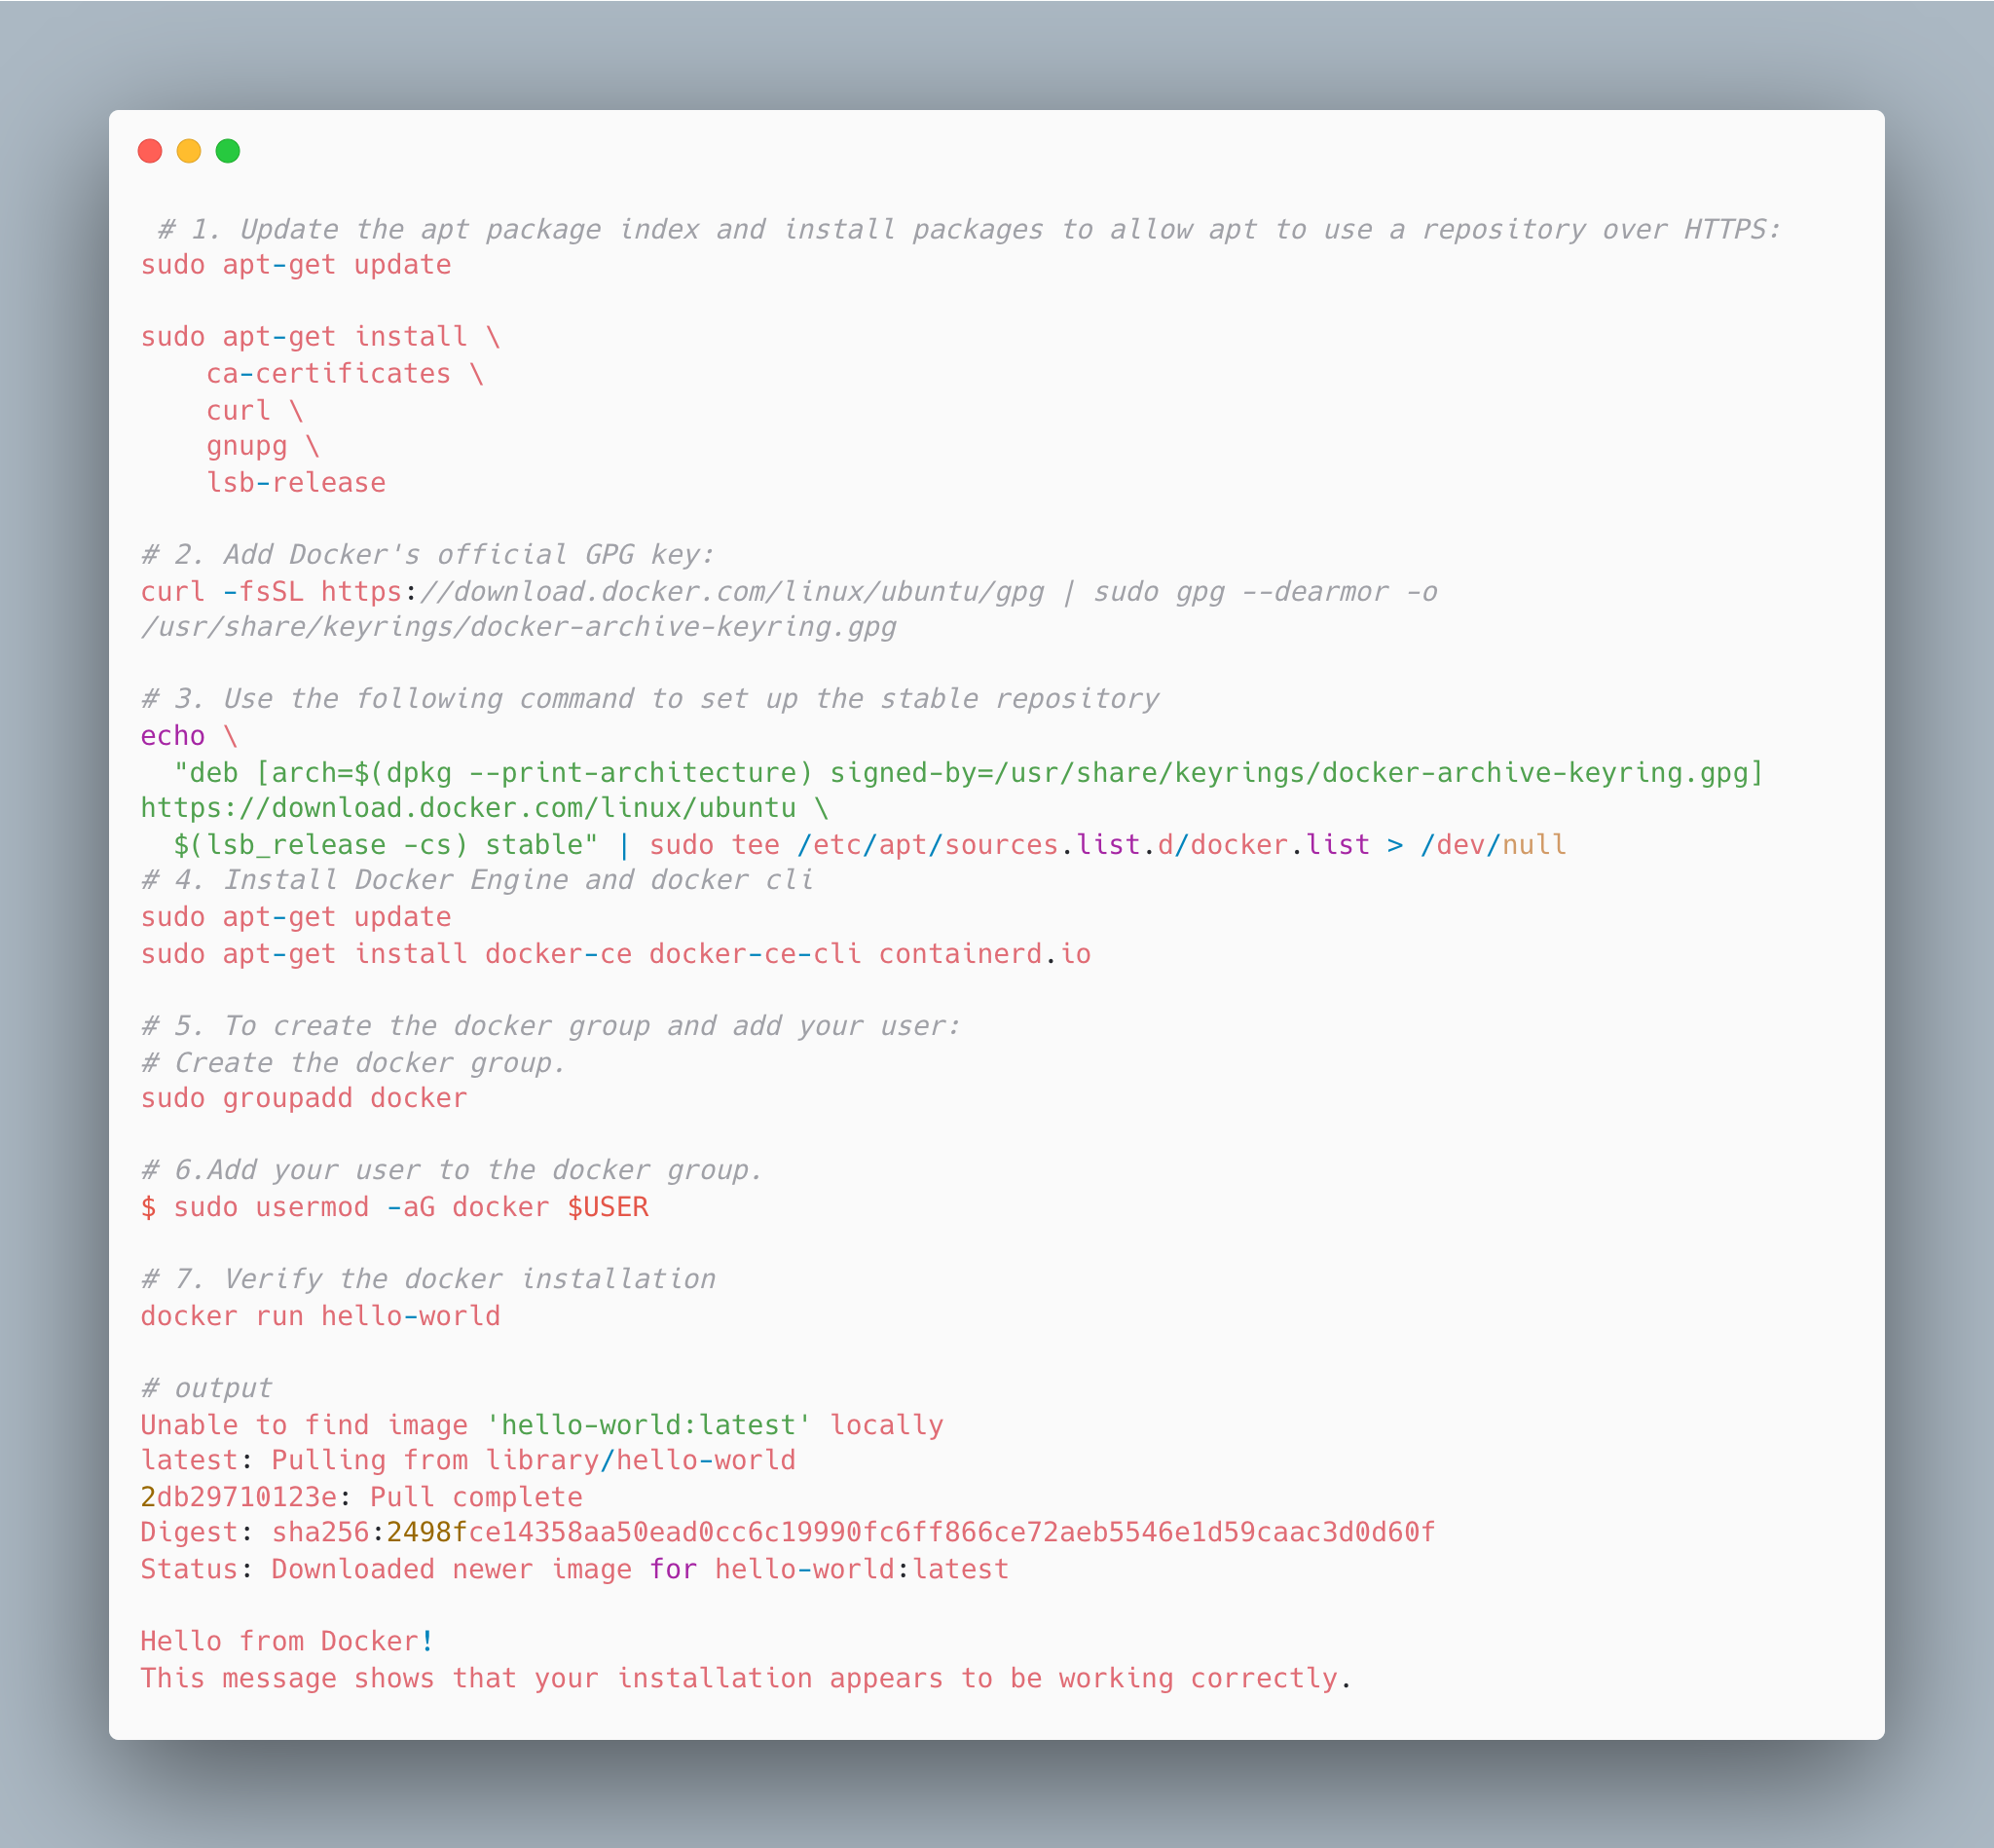 # 1. Update the apt package index and install packages to allow apt to use a repository over HTTPS:
sudo apt-get update
sudo apt-get install \
ca-certificates \
curl \
gnupg \
lsb-release
# 2. Add Docker's official GPG key:
curl -fsSL https://download.docker.com/linux/ubuntu/gpg | sudo gpg --dearmor -o
/usr/share/keyrings/docker-archive-keyring.gpg
# 3. Use the following command to set up the stable repository
echo \
"deb [arch=$(dpkg --print-architecture) signed-by=/usr/share/keyrings/docker-archive-keyring.gpg]
https://download.docker.com/linux/ubuntu \
$(lsb_release -cs) stable" | sudo tee /etc/apt/sources.list.d/docker.list > /dev/null
# 4. Install Docker Engine and docker cli
sudo apt-get update
sudo apt-get install docker-ce docker-ce-cli containerd.io
# 5. To create the docker group and add your user:
# Create the docker group.
sudo groupadd docker
# 6.Add your user to the docker group.
$ sudo usermod -aG docker $USER
# 7. Verify the docker installation
docker run hello-world
# output
Unable to find image 'hello-world:latest' locally
latest: Pulling from library/hello-world
2db29710123e: Pull complete
Digest: sha256:2498fce14358aa50ead0cc6c19990fc6ff866ce72aeb5546e1d59caac3d0d60f
Status: Downloaded newer image for hello-world:latest
Hello from Docker!
This message shows that your installation appears to be working correctly.